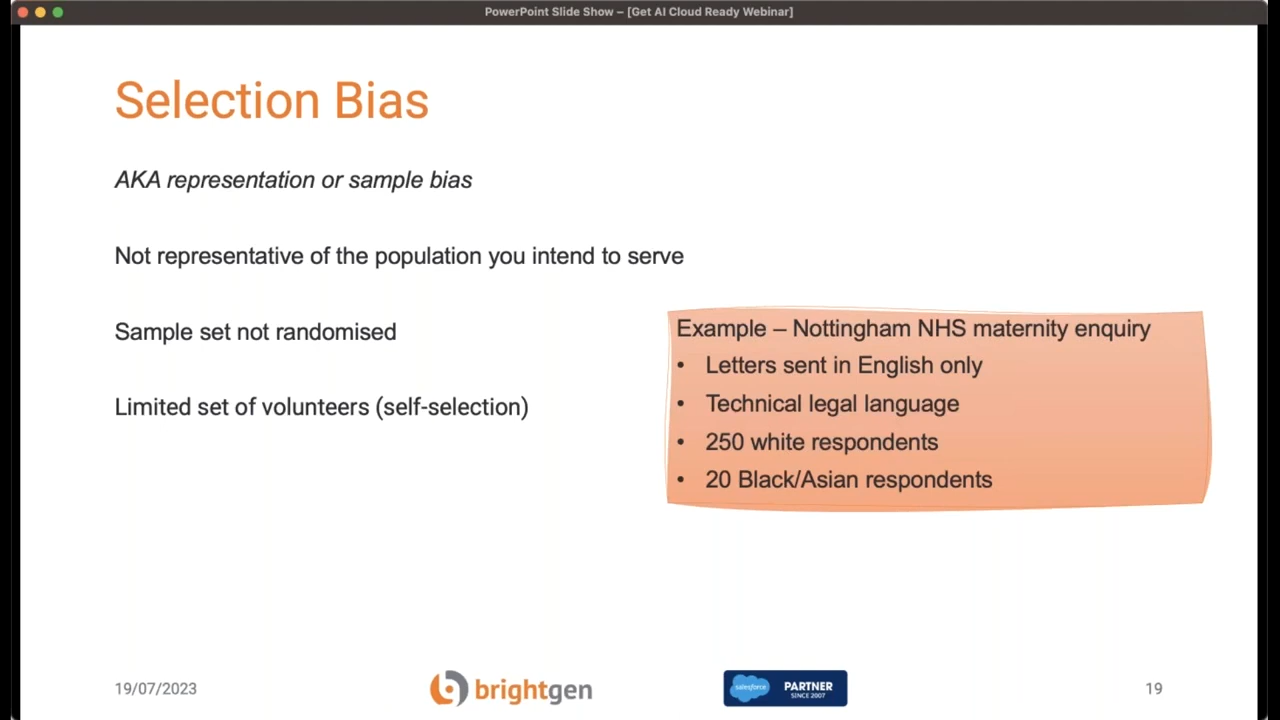 PowerPoint Slide Show – [Get AI Cloud Ready Webinar]
Selection Bias
AKA representation or sample bias
Not representative of the population you intend to serve
Sample set not randomised
Limited set of volunteers (self-selection)
Example – Nottingham NHS maternity enquiry
• Letters sent in English only
• Technical legal language
• 250 white respondents
• 20 Black/Asian respondents
19/07/2023
brightgen
salesforce
PARTNER
SINCE 2007
19